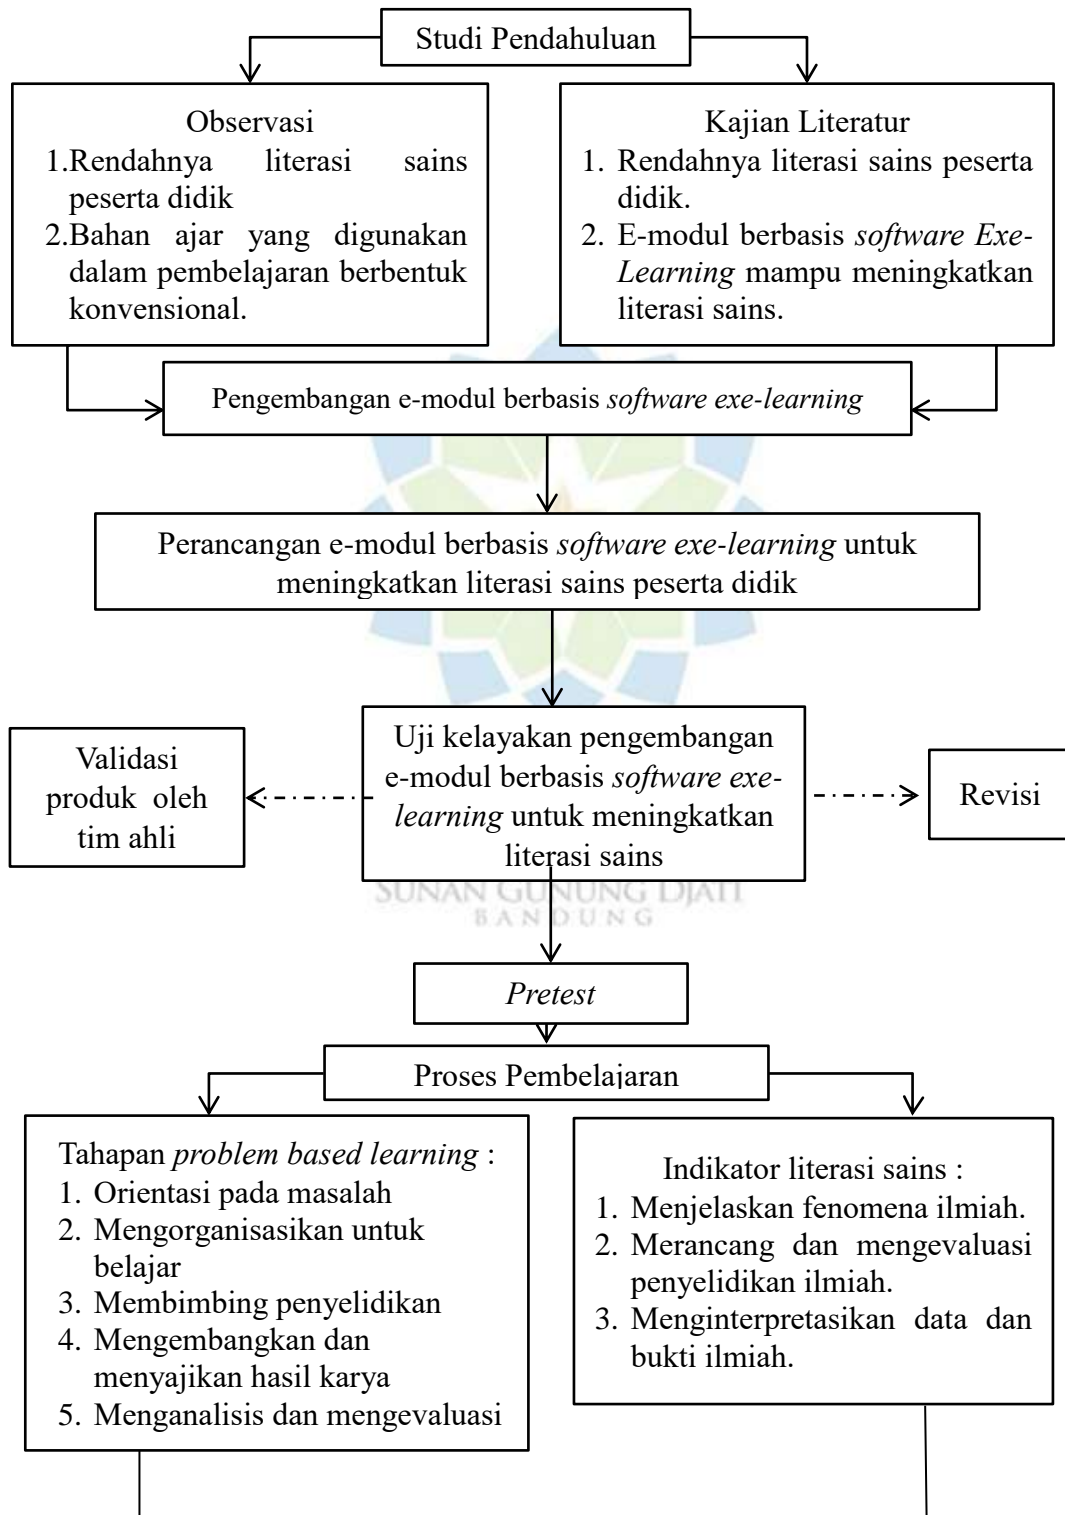 Studi Pendahuluan
Observasi
1.Rendahnya literasi sains
peserta didik
2.Bahan ajar yang digunakan
dalam pembelajaran berbentuk
konvensional.
Kajian Literatur
1. Rendahnya literasi sains peserta
didik.
2. E-modul berbasis software Exe-
Learning mampu meningkatkan
literasi sains.
Pengembangan e-modul berbasis software exe-learning
Perancangan e-modul berbasis software exe-learning untuk
meningkatkan literasi sains peserta didik
Validasi
produk oleh
tim ahli
Uji kelayakan pengembangan
e-modul berbasis software exe-
learning untuk meningkatkan
literasi sains
Revisi
SUNAN GUNUNG DJATI
BANDUNG
Pretest
Proses Pembelajaran
Tahapan problem based learning :
1. Orientasi pada masalah
2. Mengorganisasikan untuk
belajar
3. Membimbing penyelidikan
4. Mengembangkan dan
menyajikan hasil karya
5. Menganalisis dan mengevaluasi
Indikator literasi sains :
1. Menjelaskan fenomena ilmiah.
2. Merancang dan mengevaluasi
penyelidikan ilmiah.
3. Menginterpretasikan data dan
bukti ilmiah.